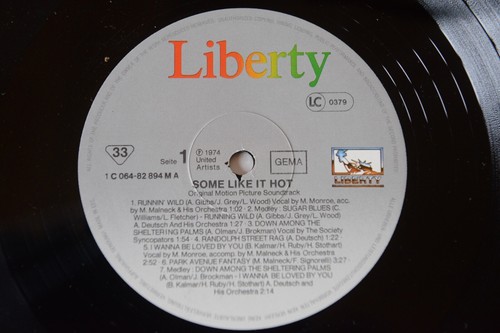 Liberty
LC 0379
33
Seite 1
℗ 1974
United
Artists
GEMA
LIBERTY
1 C 064-82 894 M A
SOME LIKE IT HOT
Original Motion Picture Soundtrack
1. RUNNIN' WILD (A. Gibbs/J. Grey/L. Wood) Vocal by M. Monroe, acc.
by M. Malneck & His Orchestra 1:02 · 2. Medley: SUGAR BLUES (C.
Williams/L. Fletcher) - RUNNING WILD (A. Gibbs/J. Grey/L. Wood) A.
Deutsch And His Orchestra · 1:27 · 3. DOWN AMONG THE
SHELTERING PALMS (A. Olman/J. Brokman) Vocal by The Society
Syncopators 1:54 · 4. RANDOLPH STREET RAG (A. Deutsch) 1:22
5. I WANNA BE LOVED BY YOU (B. Kalmar/H. Ruby/H. Stothart)
Vocal by M. Monroe, accomp. by M. Malneck & His Orchestra
2:52 · 6. PARK AVENUE FANTASY (M. Malneck/F. Signorelli) 3:27
7. Medley: DOWN AMONG THE SHELTERING PALMS
(A. Olman/J. Brockman - I WANNA BE LOVED BY YOU
(B. Kalmar/H. Ruby/H. Stothart) A. Deutsch and
His Orchestra 2:14